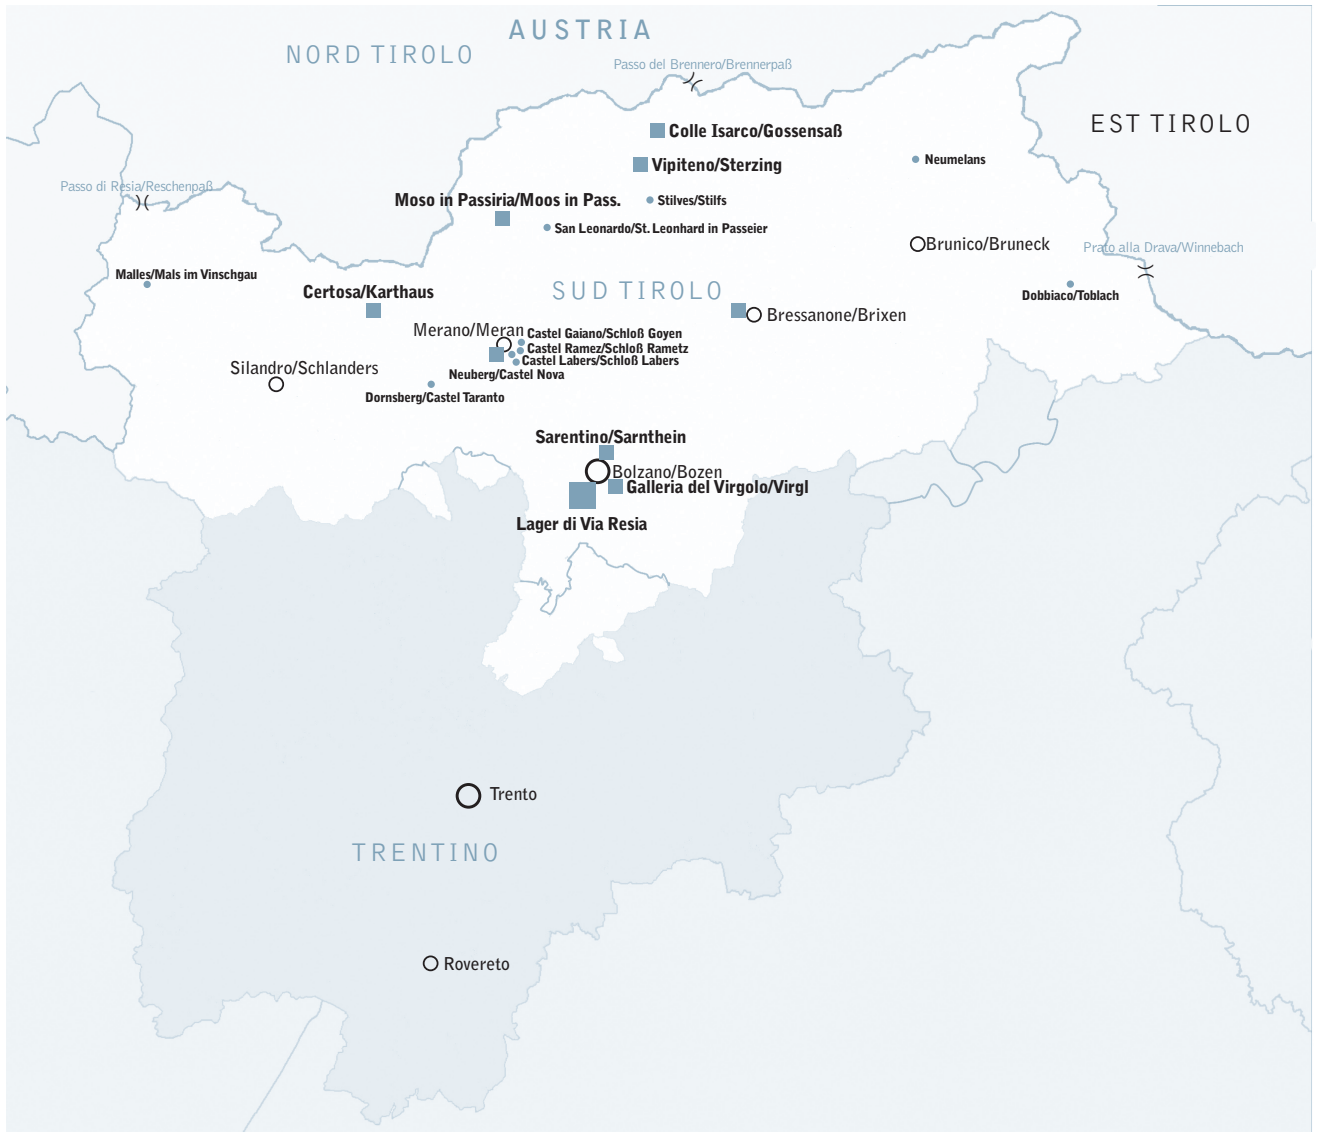 AUSTRIA
NORD TIROLO
Passo del Brennero/Brennerpaß
EST TIROLO
Colle Isarco/Gossensaß
Vipiteno/Sterzing
Neumelans
Passo di Resia/Reschenpaß
Moso in Passiria/Moos in Pass.
Stilves/Stilfs
San Leonardo/St. Leonhard in Passeier
Brunico/Bruneck
Prato alla Drava/Winnebach
Malles/Mals im Vinschgau
Certosa/Karthaus
SUD TIROLO
Dobbiaco/Toblach
Bressanone/Brixen
Merano/Meran
Castel Gaiano/Schloß Goyen
Castel Ramez/Schloß Rametz
Castel Labers/Schloß Labers
Silandro/Schlanders
Neuberg/Castel Nova
Dornsberg/Castel Taranto
Sarentino/Sarnthein
Bolzano/Bozen
Galleria del Virgolo/Virgl
Lager di Via Resia
Trento
TRENTINO
Rovereto